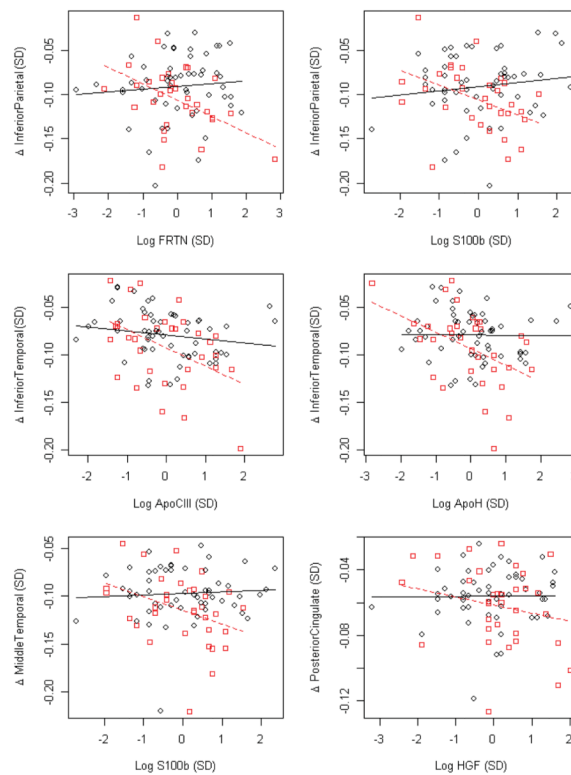 Δ InferiorParietal(SD)
-0.05
-0.10
-0.15
-0.20
-3 -2 -1 0 1 2 3
Log FRTN (SD)
Δ InferiorParietal(SD)
-0.05
-0.10
-0.15
-0.20
-2 -1 0 1 2
Log S100b (SD)
Δ InferiorTemporal(SD)
-0.05
-0.10
-0.15
-0.20
-2 -1 0 1 2 3
Log ApoCIII (SD)
Δ InferiorTemporal(SD)
-0.05
-0.10
-0.15
-0.20
-3 -2 -1 0 1 2 3
Log ApoH (SD)
Δ MiddleTemporal(SD)
-0.05
-0.10
-0.15
-0.20
-2 -1 0 1 2
Log S100b (SD)
Δ PosteriorCingulate (SD)
-0.04
-0.08
-0.12
-3 -2 -1 0 1 2
Log HGF (SD)